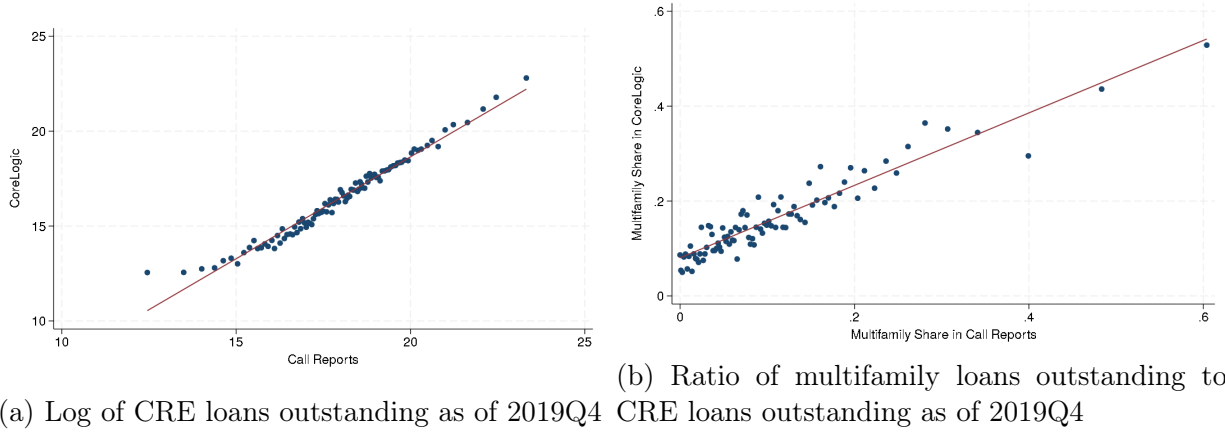 25
20
15
10
CoreLogic
10
15
20
25
Call Reports
(a) Log of CRE loans outstanding as of 2019Q4
.6
.4
.2
0
Multifamily Share in CoreLogic
0
.2
.4
.6
Multifamily Share in Call Reports
(b) Ratio of multifamily loans outstanding to
CRE loans outstanding as of 2019Q4